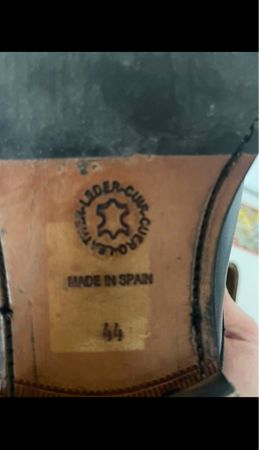 LEATHER-LEDER-CUIR-CUERO-
MADE IN SPAIN
44